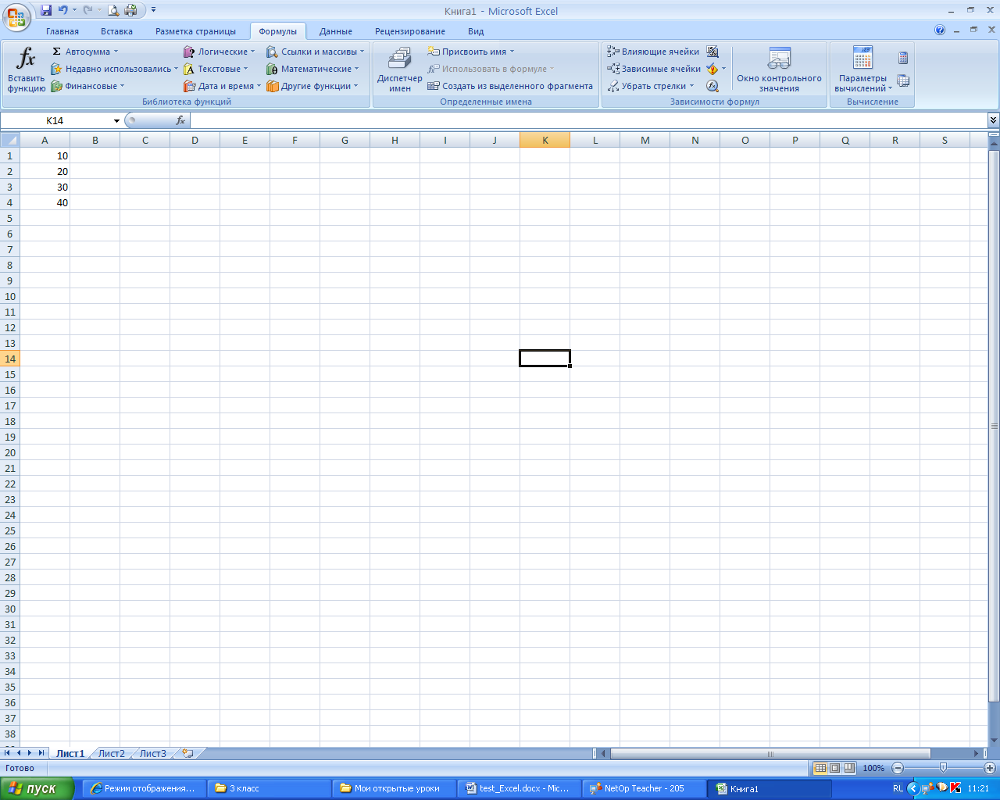 Книга1 - Microsoft Excel
Главная Вставка Разметка страницы Формулы Данные Рецензирование Вид
fx Вставить функцию
Σ Автосумма
Недавно использовались
Финансовые
Логические
Текстовые
Дата и время
Ссылки и массивы
Математические
Другие функции
Библиотека функций
Диспетчер имен
Присвоить имя
Использовать в формуле
Создать из выделенного фрагмента
Определенные имена
Влияющие ячейки
Зависимые ячейки
Убрать стрелки
Зависимости формул
Окно контрольного значения
Параметры вычислений
Вычисление
K14 fx
A B C D E F G H I J K L M N O P Q R S
1 10
2 20
3 30
4 40
5
6
7
8
9
10
11
12
13
14
15
16
17
18
19
20
21
22
23
24
25
26
27
28
29
30
31
32
33
34
35
36
37
38
Лист1 Лист2 Лист3
Готово 100%
пуск Режим отображения... 3 класс Мои открытые уроки test_Excel.docx - Mic... NetOp Teacher - 205 Книга1 RL 11:21